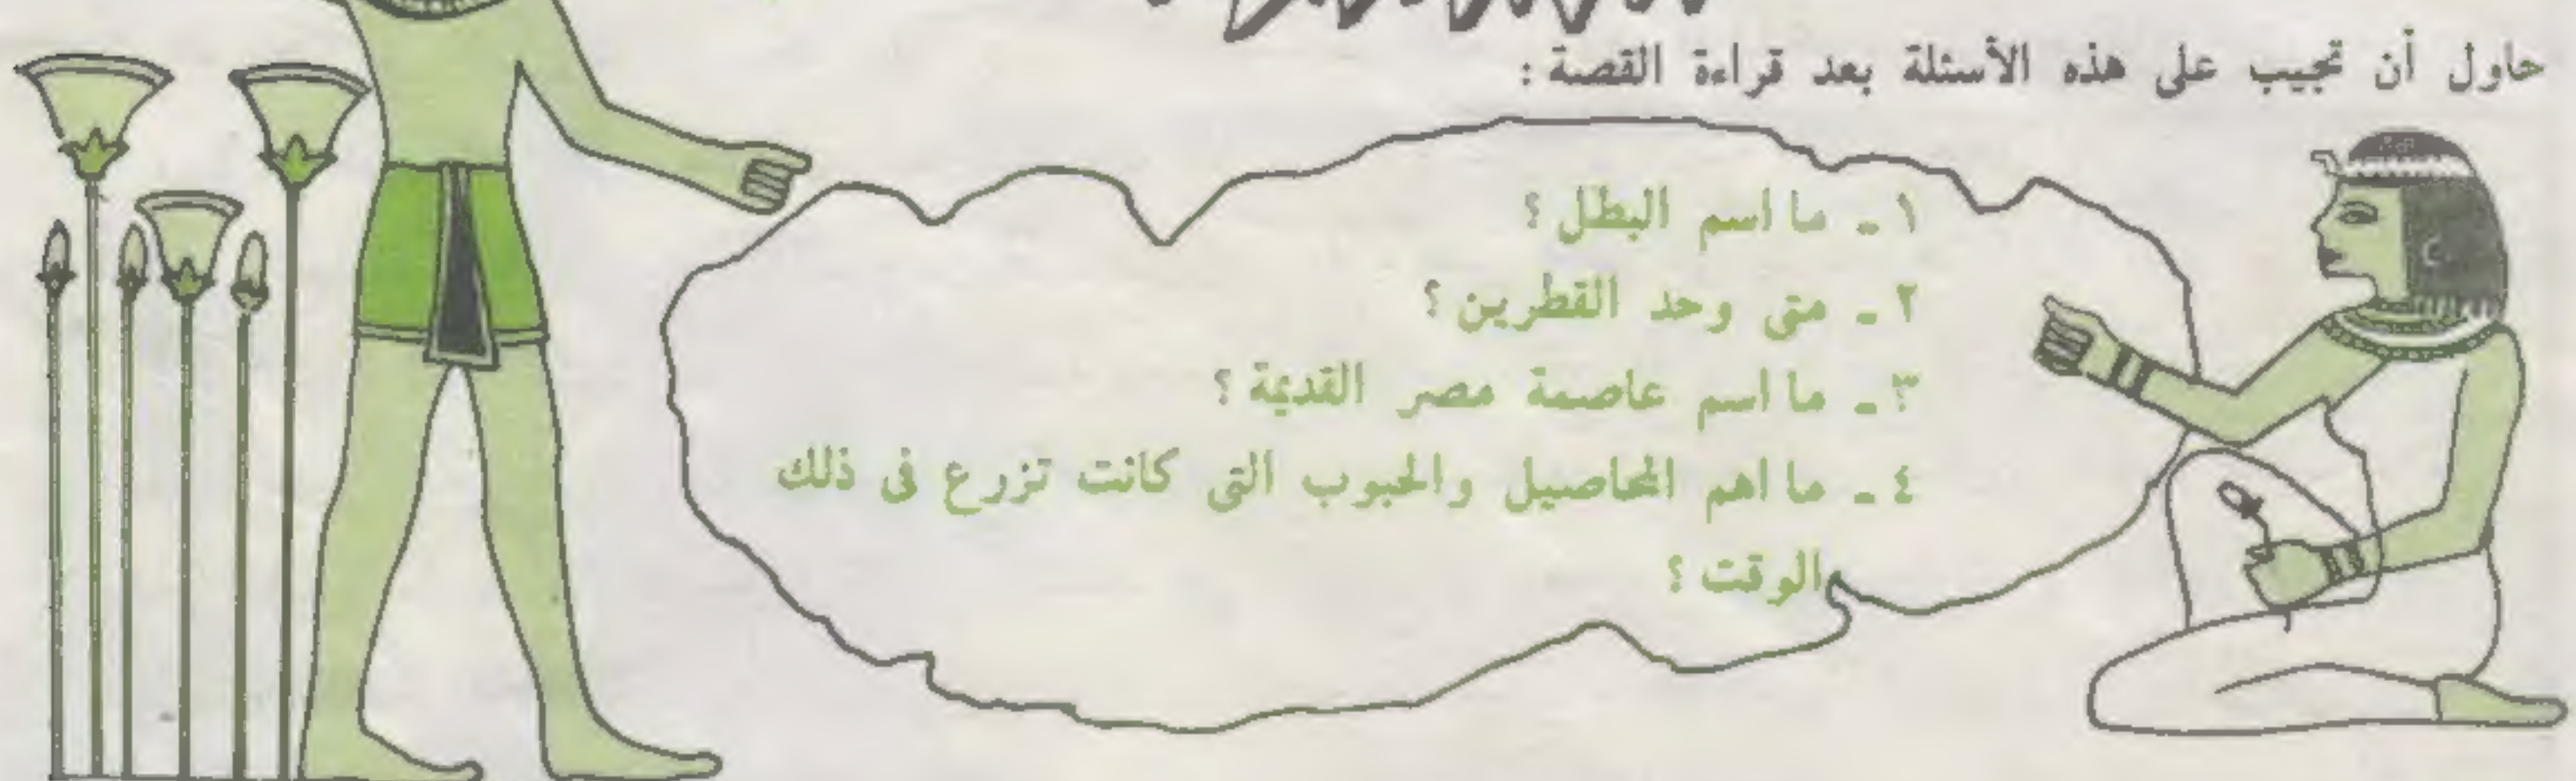 حاول أن تجيب على هذه الأسئلة بعد قراءة القصة :
١ ـ ما اسم البطل ؟
٢ ـ متى وحد القطرين ؟
٣ ـ ما اسم عاصمة مصر القديمة ؟
٤ ـ ما اهم المحاصيل والحبوب التى كانت تزرع فى ذلك
الوقت ؟